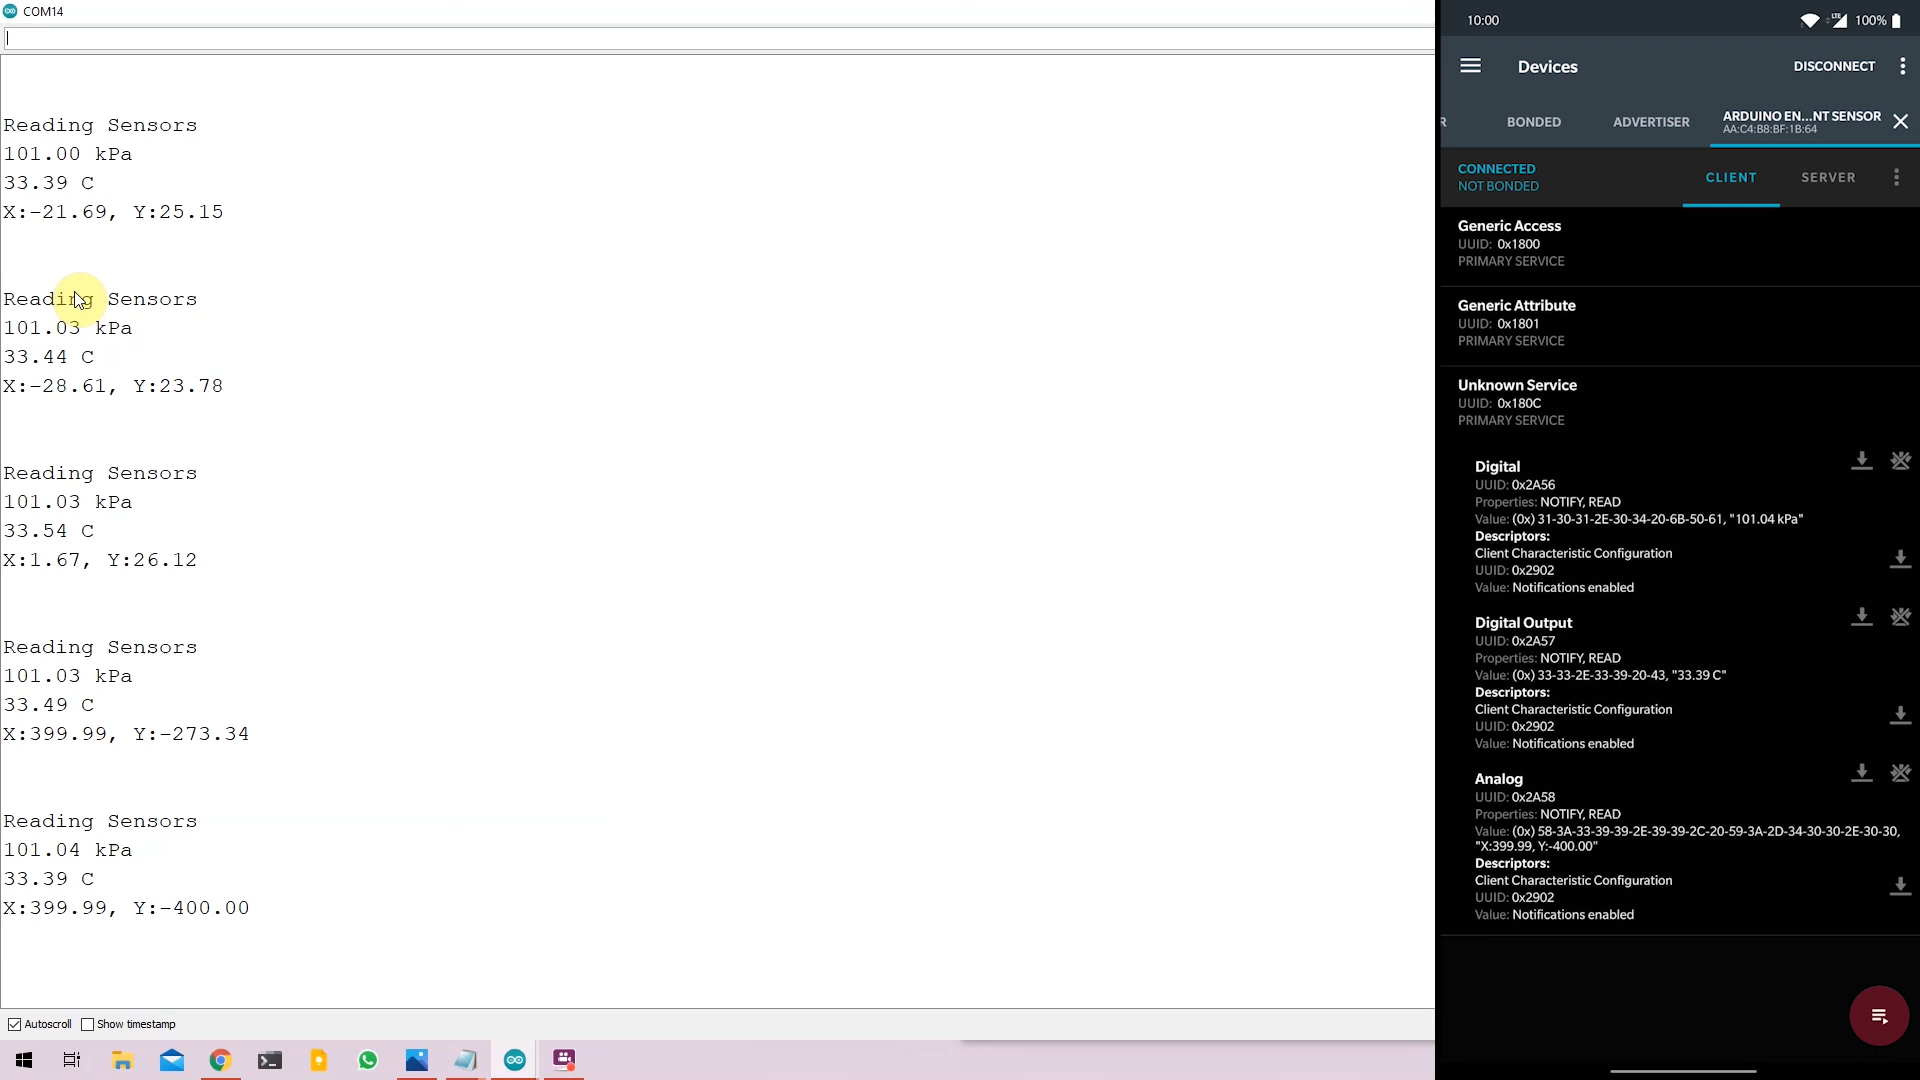 COM14
Reading Sensors
101.00 kPa
33.39 C
X:-21.69, Y:25.15
Reading Sensors
101.03 kPa
33.44 C
X:-28.61, Y:23.78
Reading Sensors
101.03 kPa
33.54 C
X:1.67, Y:26.12
Reading Sensors
101.03 kPa
33.49 C
X:399.99, Y:-273.34
Reading Sensors
101.04 kPa
33.39 C
X:399.99, Y:-400.00
Autoscroll Show timestamp
10:00 LTE 100%
Devices DISCONNECT
R BONDED ADVERTISER ARDUINO EN...NT SENSOR
AA:C4:B8:BF:1B:64
CONNECTED
NOT BONDED
CLIENT SERVER
Generic Access
UUID: 0x1800
PRIMARY SERVICE
Generic Attribute
UUID: 0x1801
PRIMARY SERVICE
Unknown Service
UUID: 0x180C
PRIMARY SERVICE
Digital
UUID: 0x2A56
Properties: NOTIFY, READ
Value: (0x) 31-30-31-2E-30-34-20-6B-50-61, "101.04 kPa"
Descriptors:
Client Characteristic Configuration
UUID: 0x2902
Value: Notifications enabled
Digital Output
UUID: 0x2A57
Properties: NOTIFY, READ
Value: (0x) 33-33-2E-33-39-20-43, "33.39 C"
Descriptors:
Client Characteristic Configuration
UUID: 0x2902
Value: Notifications enabled
Analog
UUID: 0x2A58
Properties: NOTIFY, READ
Value: (0x) 58-3A-33-39-39-2E-39-39-2C-20-59-3A-2D-34-30-30-2E-30-30,
"X:399.99, Y:-400.00"
Descriptors:
Client Characteristic Configuration
UUID: 0x2902
Value: Notifications enabled